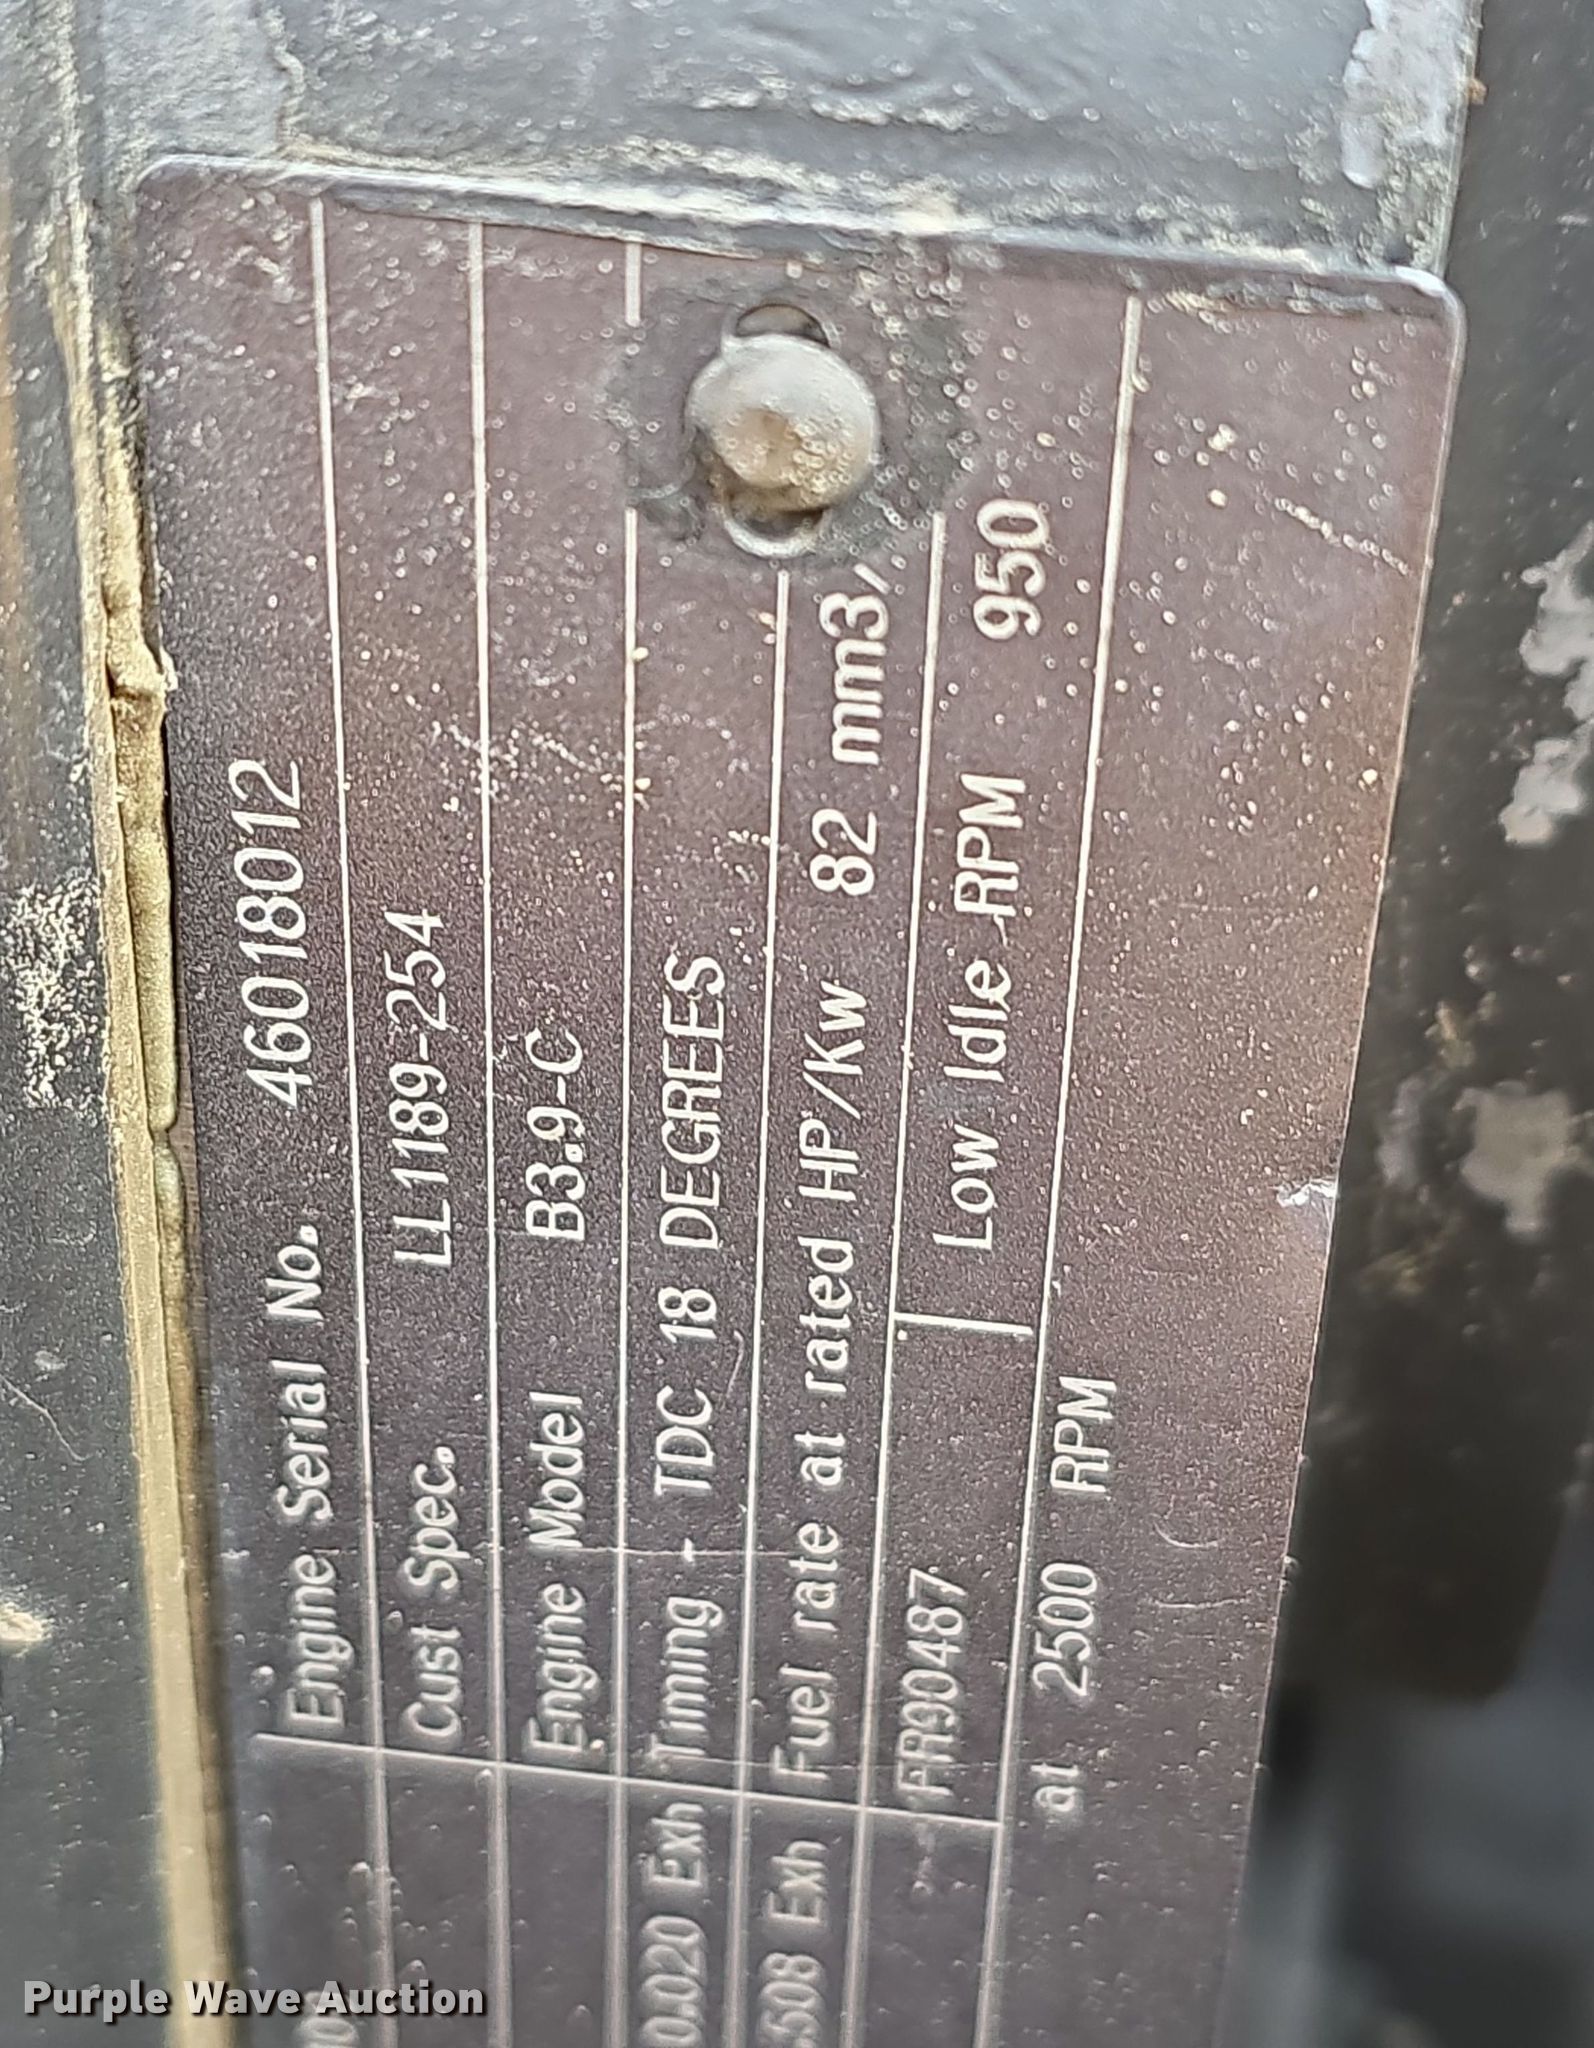 Engine Serial No. 46018012
Cust Spec. LL1189-254
Engine Model B3.9-C
0.020 Exh Timing - TDC 18 DEGREES
.508 Exh Fuel rate at rated HP/Kw 82 mm3/
FR90487 Low Idle RPM 950
at 2500 RPM
Purple Wave Auction